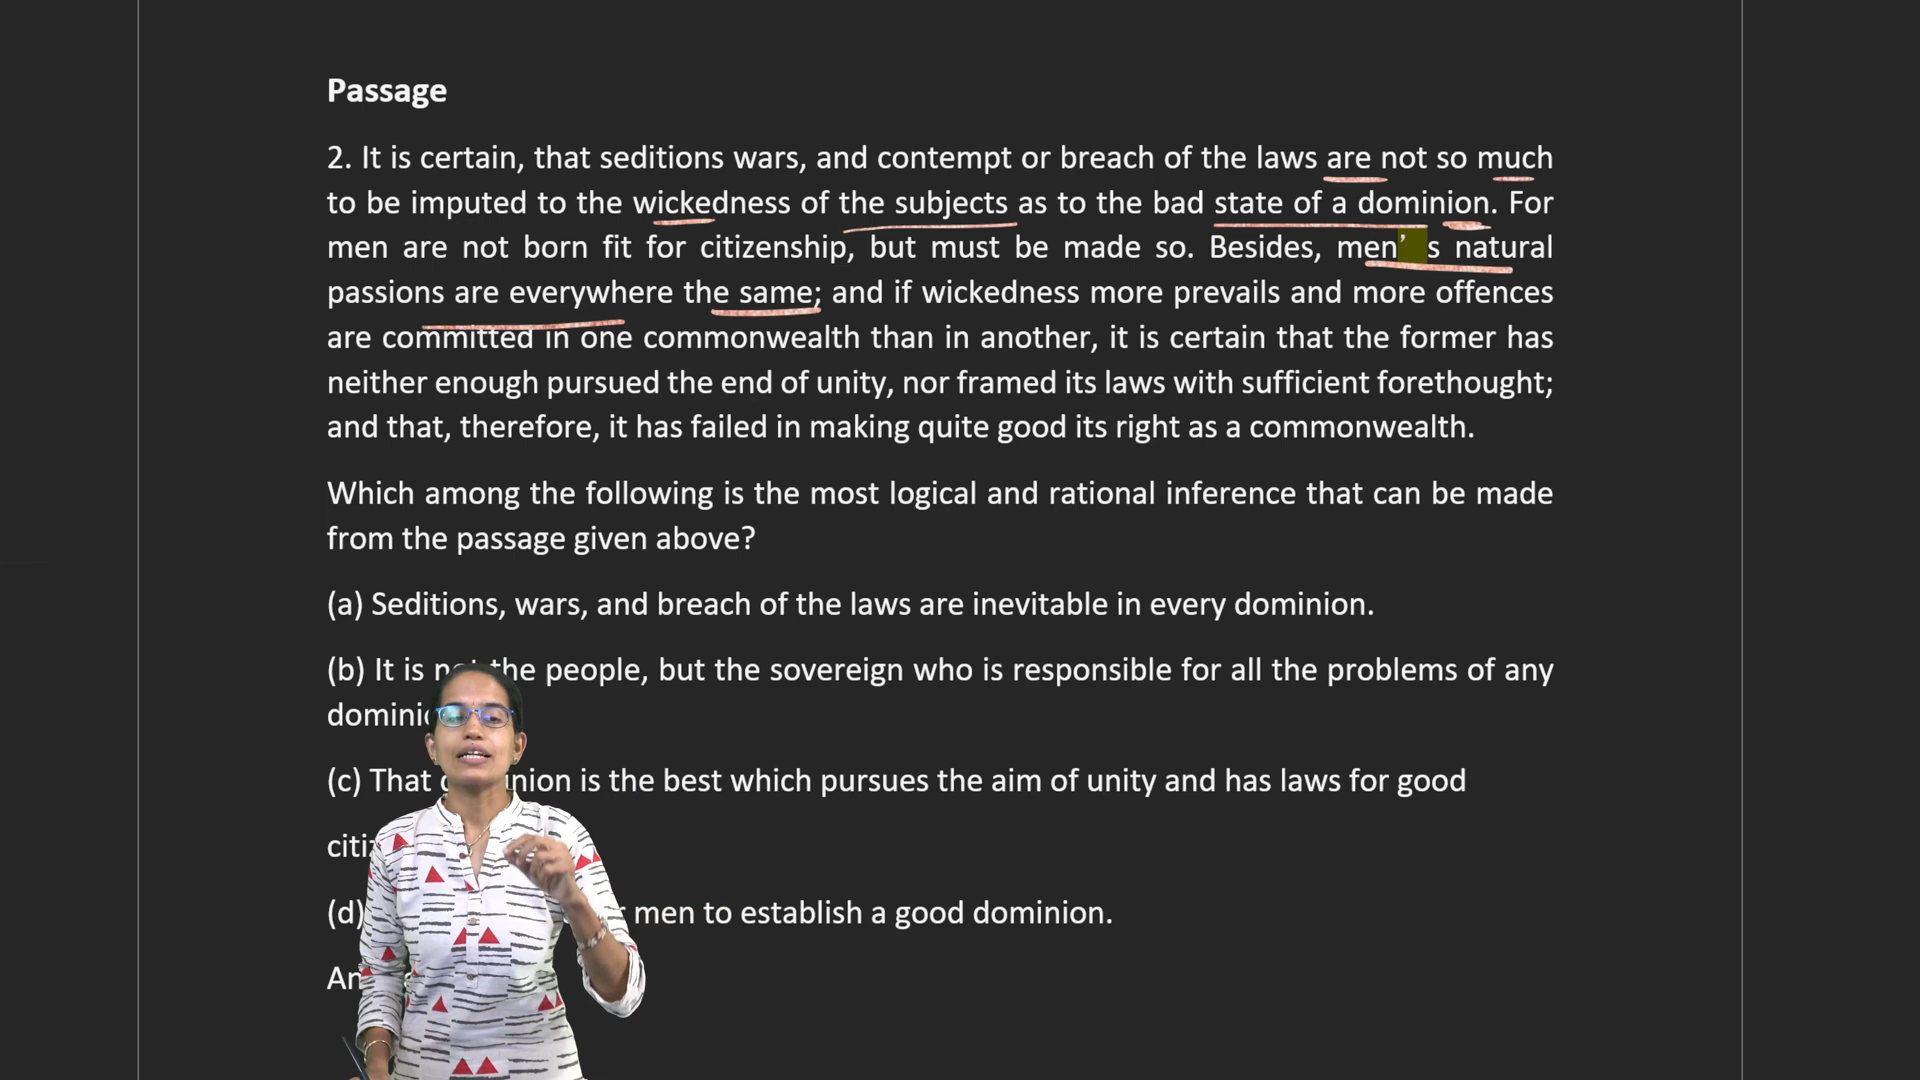 Passage
2. It is certain, that seditions wars, and contempt or breach of the laws are not so much
to be imputed to the wickedness of the subjects as to the bad state of a dominion. For
men are not born fit for citizenship, but must be made so. Besides, men’ s natural
passions are everywhere the same; and if wickedness more prevails and more offences
are committed in one commonwealth than in another, it is certain that the former has
neither enough pursued the end of unity, nor framed its laws with sufficient forethought;
and that, therefore, it has failed in making quite good its right as a commonwealth.
Which among the following is the most logical and rational inference that can be made
from the passage given above?
(a) Seditions, wars, and breach of the laws are inevitable in every dominion.
(b) It is not the people, but the sovereign who is responsible for all the problems of any
(c) That is the best which pursues the aim of unity and has laws for good
(d) men to establish a good dominion.